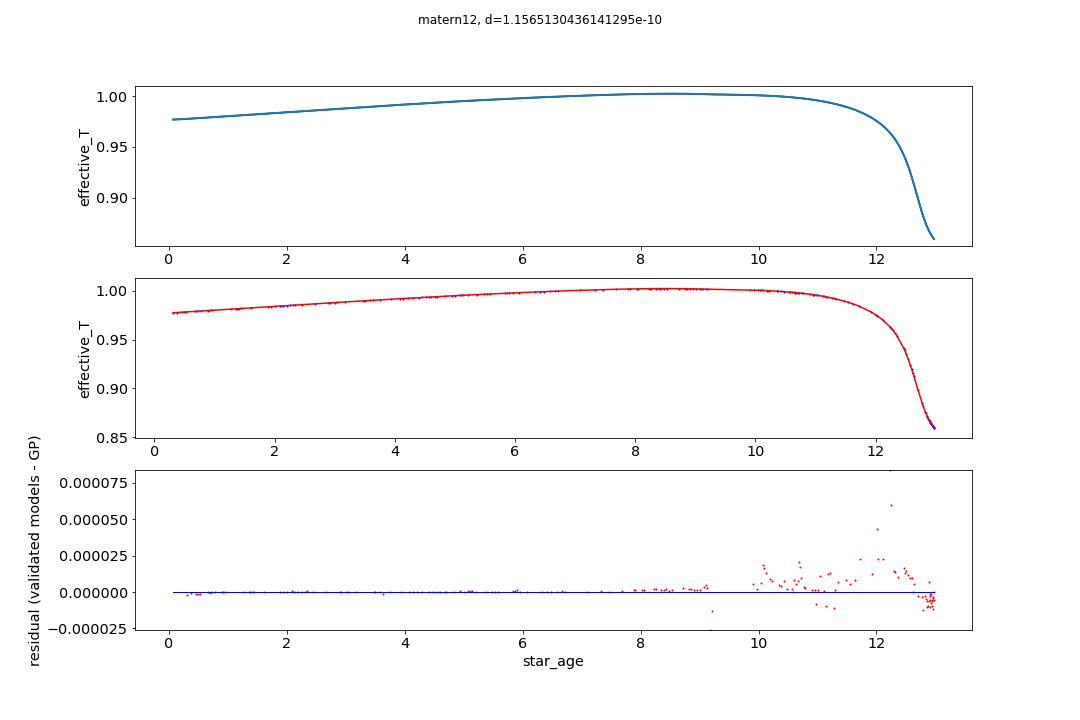 matern12, d=1.1565130436141295e-10
1.00
0.95
0.90
effective_T
0 2 4 6 8 10 12
1.00
0.95
0.90
0.85
effective_T
0 2 4 6 8 10 12
0.000075
0.000050
0.000025
0.000000
−0.000025
residual (validated models - GP)
0 2 4 6 8 10 12
star_age